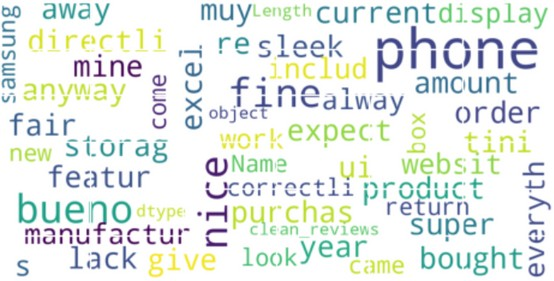 samsung away muy Length current display
directli re sleek phone
mine excel includ
anyway come fine alway amount
object order
fair work expect box tini
new storag Name ui websit
featur nice correctli product
bueno dtype purchas return everyth
manufactur clean_reviews super
s lack give look year came bought